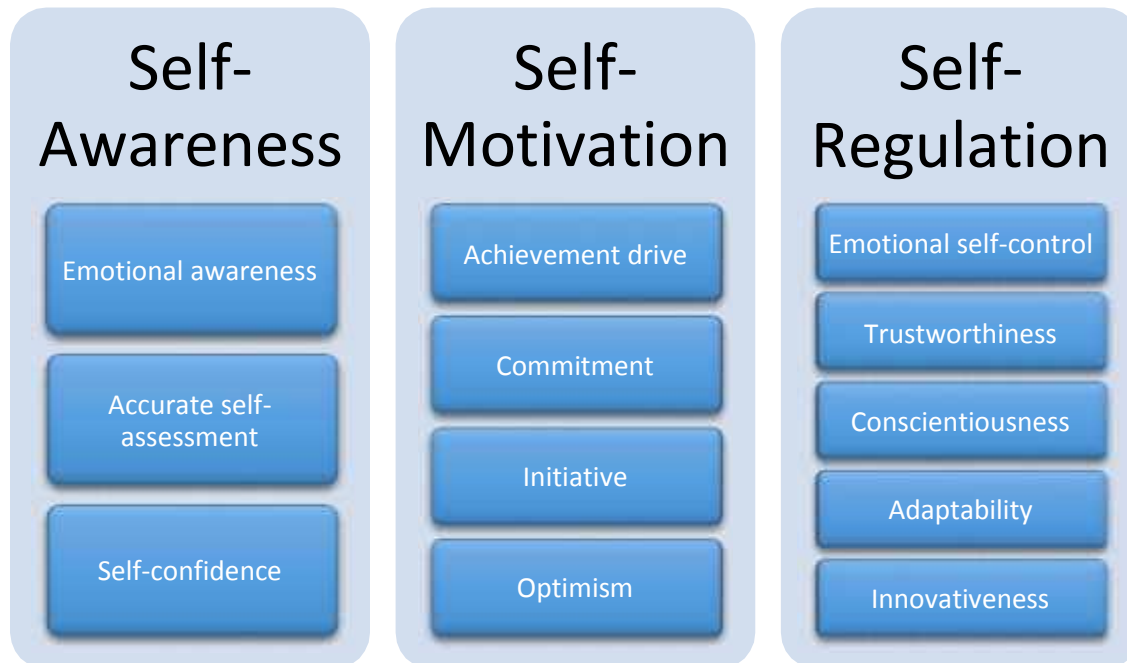 Self-
Awareness
Emotional awareness
Accurate self-
assessment
Self-confidence
Self-
Motivation
Achievement drive
Commitment
Initiative
Optimism
Self-
Regulation
Emotional self-control
Trustworthiness
Conscientiousness
Adaptability
Innovativeness